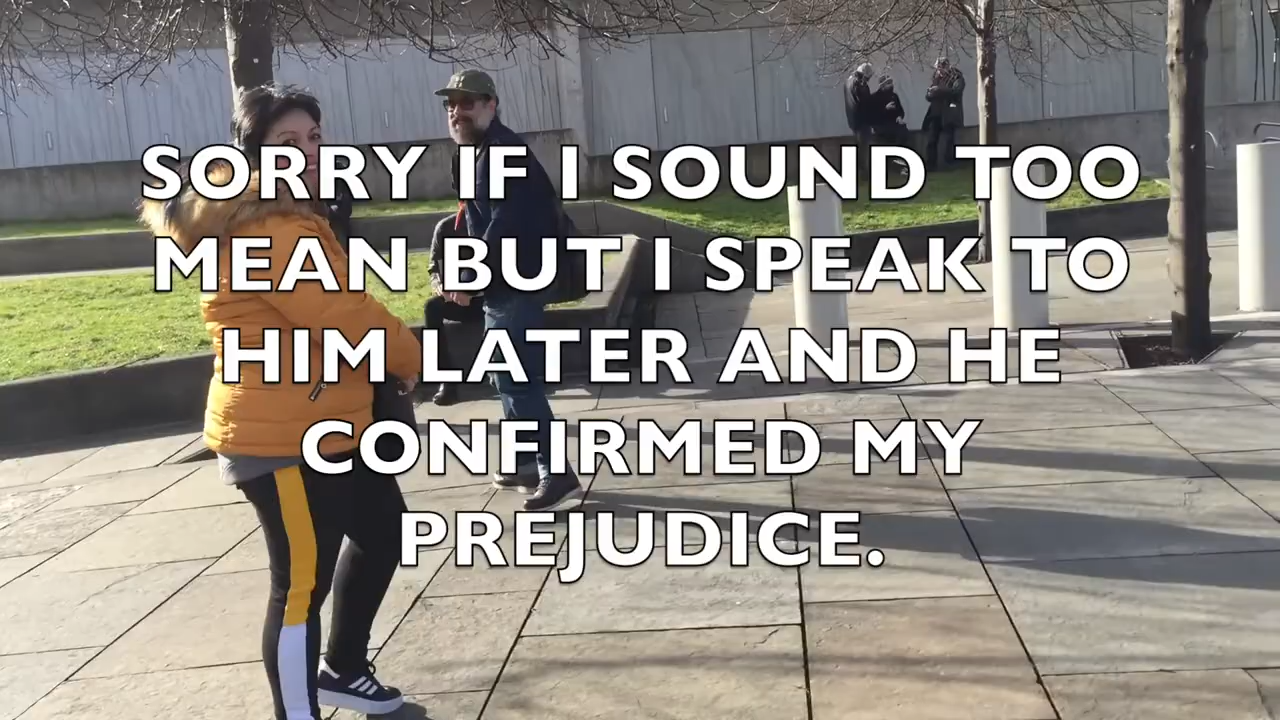 SORRY IF I SOUND TOO
MEAN BUT I SPEAK TO
HIM LATER AND HE
CONFIRMED MY
PREJUDICE.